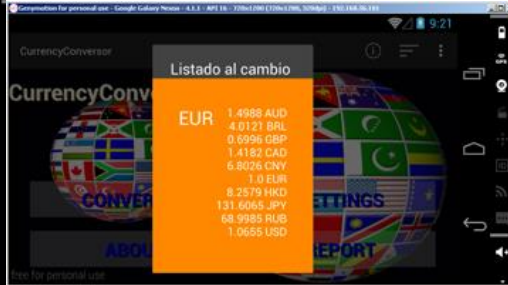 Genymotion for personal use - Google Galaxy Nexus - 4.1.1 - API 16 - 720x1280 (720x1280, 320dpi) - 192.168.56.101
9:21
CurrencyConversor
Listado al cambio
CurrencyConv
EUR
1.4988 AUD
4.0121 BRL
0.6996 GBP
1.4182 CAD
6.8026 CNY
1.0 EUR
8.2579 HKD
131.6065 JPY
68.9985 RUB
1.0655 USD
CONVER
TTINGS
ABOU
EPORT
free for personal use